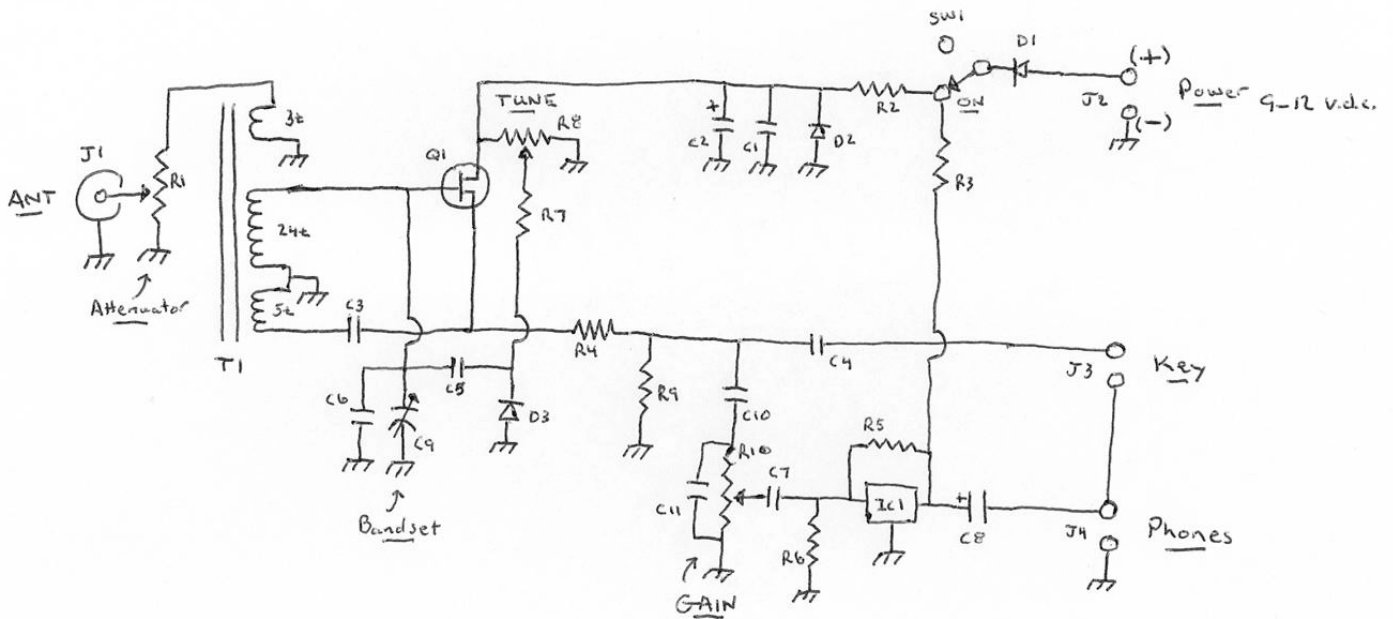 SW1
D1
(+)
J2
Power 9-12 v.d.c.
ON
(-)
R2
TUNE
R8
C2
+
C1
D2
3t
J1
R1
ANT
Q1
R7
R3
24t
5t
Attenuator
C3
R4
C4
J3
Key
T1
C5
C6
C9
D3
R9
C10
R5
R10
C7
C11
IC1
+
C8
J4
Phones
R6
Bandset
GAIN